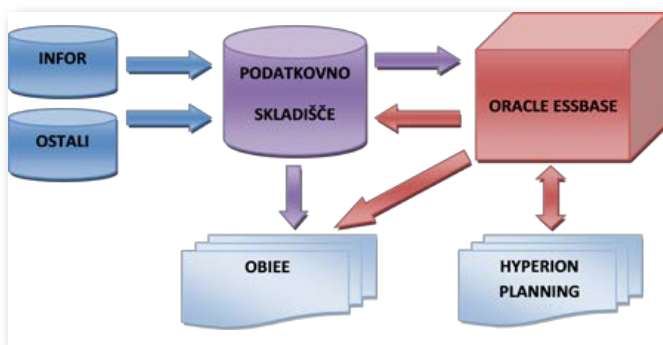 INFOR
OSTALI
PODATKOVNO
SKLADIŠČE
ORACLE ESSBASE
OBIEE
HYPERION
PLANNING